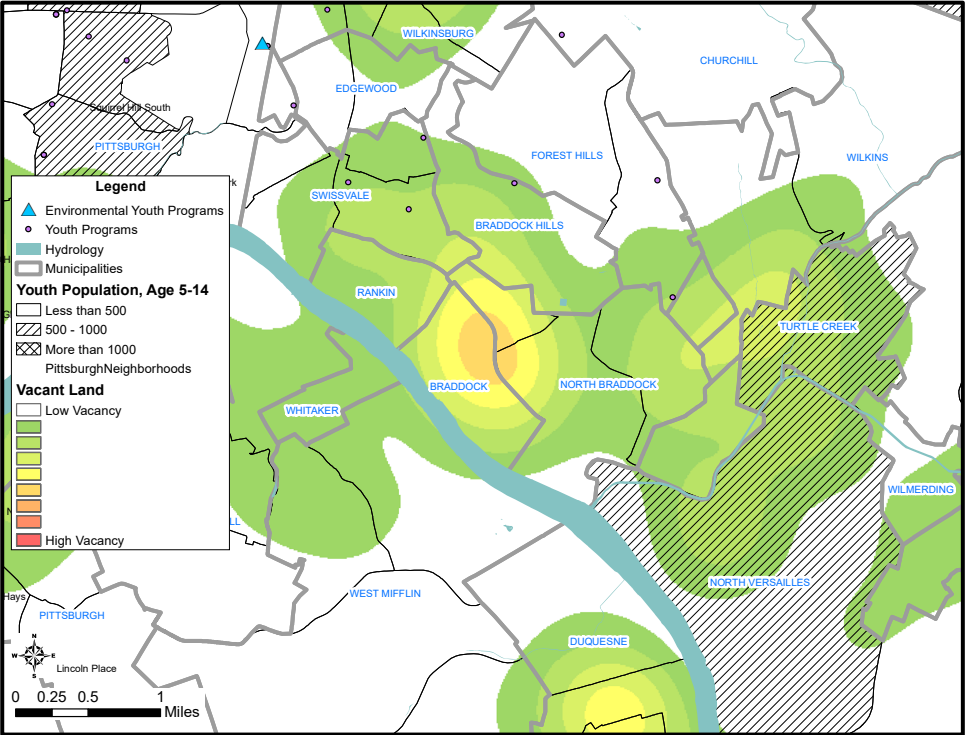 WILKINSBURG
CHURCHILL
EDGEWOOD
Squirrel Hill South
PITTSBURGH
FOREST HILLS
WILKINS
rk
SWISSVALE
BRADDOCK HILLS
RANKIN
TURTLE CREEK
BRADDOCK
NORTH BRADDOCK
WHITAKER
WILMERDING
LL
NORTH VERSAILLES
WEST MIFFLIN
Hays
PITTSBURGH
DUQUESNE
Lincoln Place
Legend
Environmental Youth Programs
Youth Programs
Hydrology
Municipalities
Youth Population, Age 5-14
Less than 500
500 - 1000
More than 1000
PittsburghNeighborhoods
Vacant Land
Low Vacancy
High Vacancy
N
W E
S
0 0.25 0.5 1
Miles